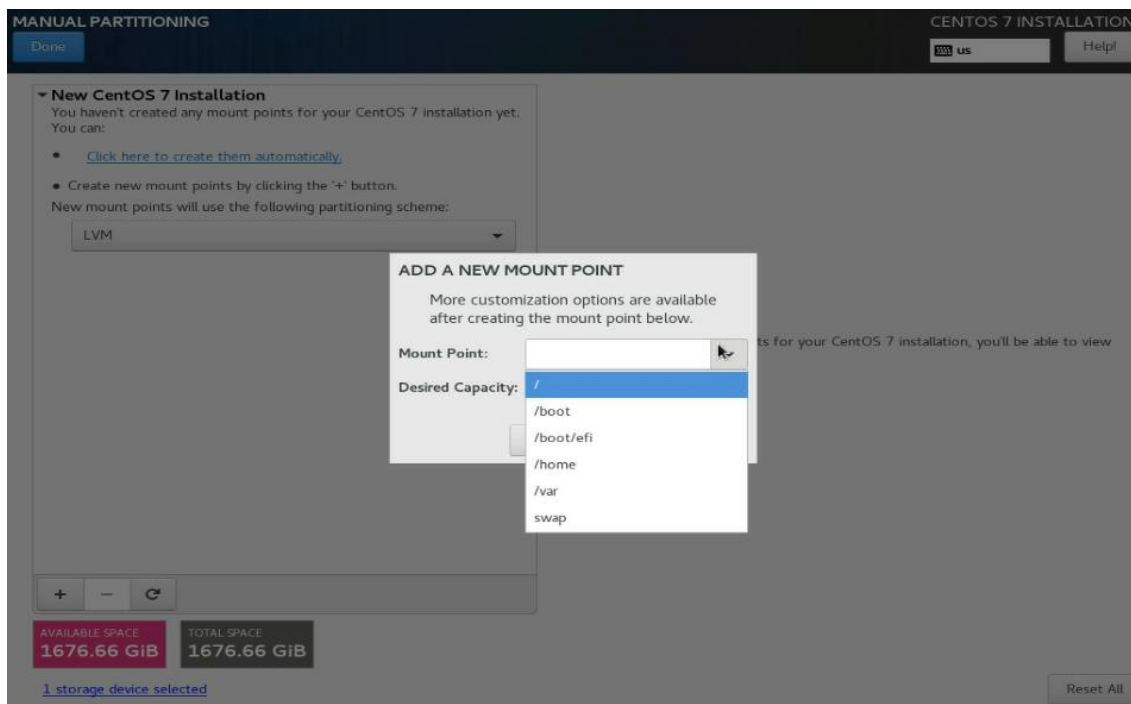 MANUAL PARTITIONING
CENTOS 7 INSTALLATION
Done
us
Help!
New CentOS 7 Installation
You haven't created any mount points for your CentOS 7 installation yet.
You can:
Click here to create them automatically.
Create new mount points by clicking the '+' button.
New mount points will use the following partitioning scheme:
LVM
ADD A NEW MOUNT POINT
More customization options are available
after creating the mount point below.
Mount Point:
ts for your CentOS 7 installation, you'll be able to view
Desired Capacity:
/
/boot
/boot/efi
/home
/var
swap
+ −
AVAILABLE SPACE
1676.66 GiB
TOTAL SPACE
1676.66 GiB
1 storage device selected
Reset All